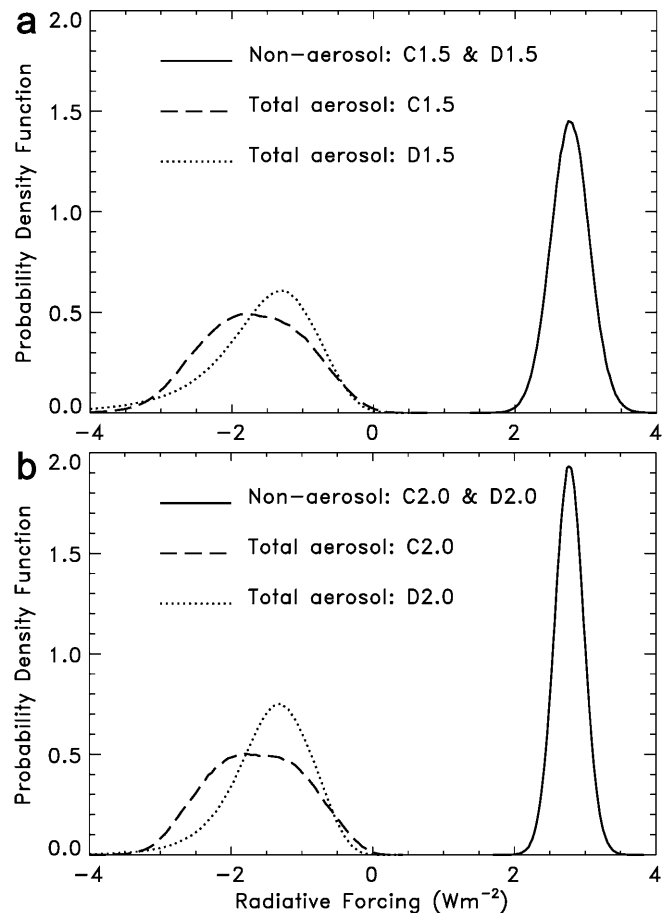 a
2.0
Non-aerosol: C1.5 & D1.5
Total aerosol: C1.5
1.5
Total aerosol: D1.5
1.0
0.5
0.0
Probability Density Function
-4 -2 0 2 4
b
2.0
Non-aerosol: C2.0 & D2.0
Total aerosol: C2.0
1.5
Total aerosol: D2.0
1.0
0.5
0.0
Probability Density Function
-4 -2 0 2 4
Radiative Forcing (Wm⁻²)